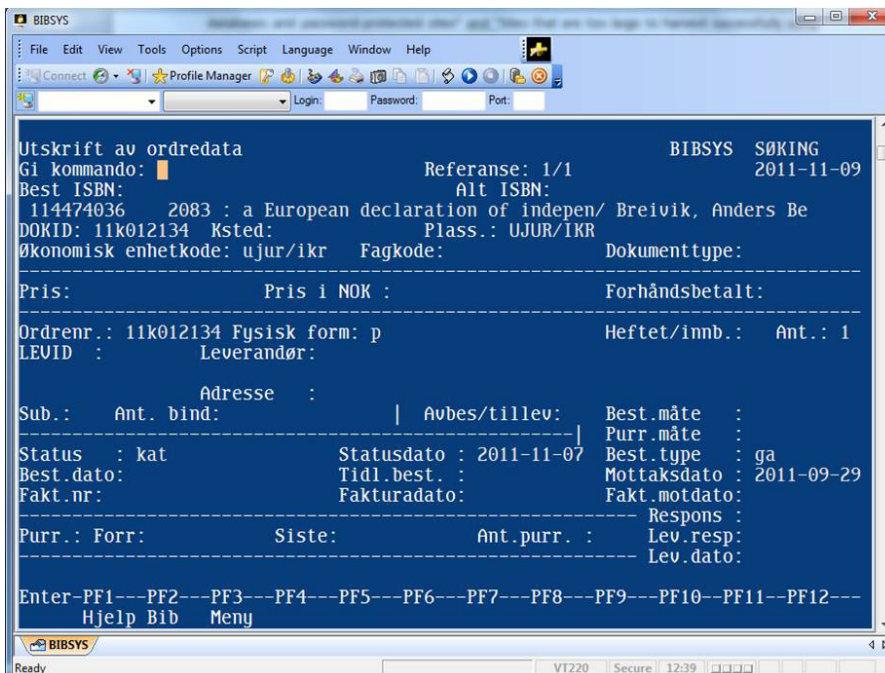 BIBSYS
File Edit View Tools Options Script Language Window Help
Connect Profile Manager
Login: Password: Port:
Utskrift av ordredata BIBSYS SØKING
Gi kommando: Referanse: 1/1 2011-11-09
Best ISBN: Alt ISBN:
114474036 2083 : a European declaration of indepen/ Breivik, Anders Be
DOKID: 11k012134 Ksted: Plass.: UJUR/IKR
Økonomisk enhetkode: ujur/ikr Fagkode: Dokumenttype:
Pris: Pris i NOK : Forhåndsbetalt:
Ordrenr.: 11k012134 Fysisk form: p Heftet/innb.: Ant.: 1
LEVID : Leverandør:
Adresse :
Sub.: Ant. bind: | Avbes/tillev: Best.måte :
Purr.måte :
Status : kat Statusdato : 2011-11-07 Best.type : ga
Best.dato: Tidl.best. : Mottaksdato : 2011-09-29
Fakt.nr: Fakturadato: Fakt.motdato:
Respons :
Purr.: Forr: Siste: Ant.purr. : Lev.resp:
Lev.dato:
Enter-PF1---PF2---PF3---PF4---PF5---PF6---PF7---PF8---PF9---PF10--PF11--PF12---
Hjelp Bib Meny
BIBSYS
Ready VT220 Secure 12:39